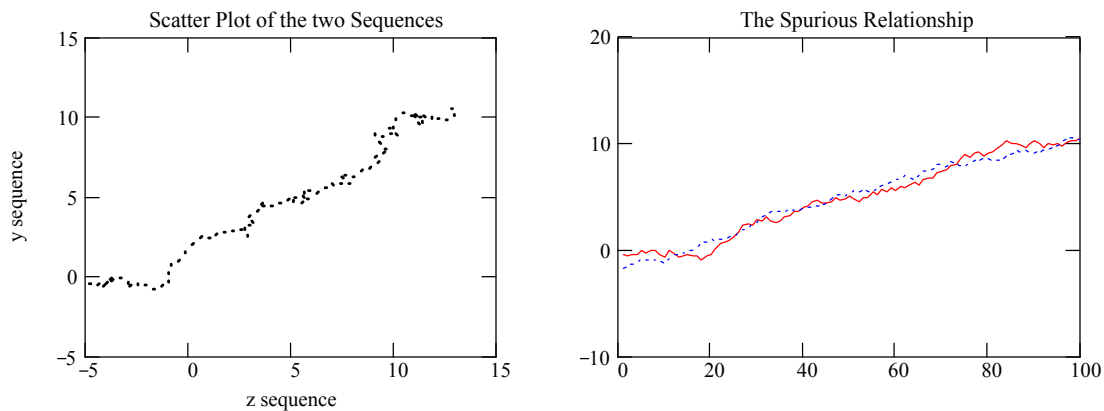 Scatter Plot of the two Sequences
15
10
5
0
−5
−5 0 5 10 15
y sequence
z sequence
The Spurious Relationship
20
10
0
−10
0 20 40 60 80 100